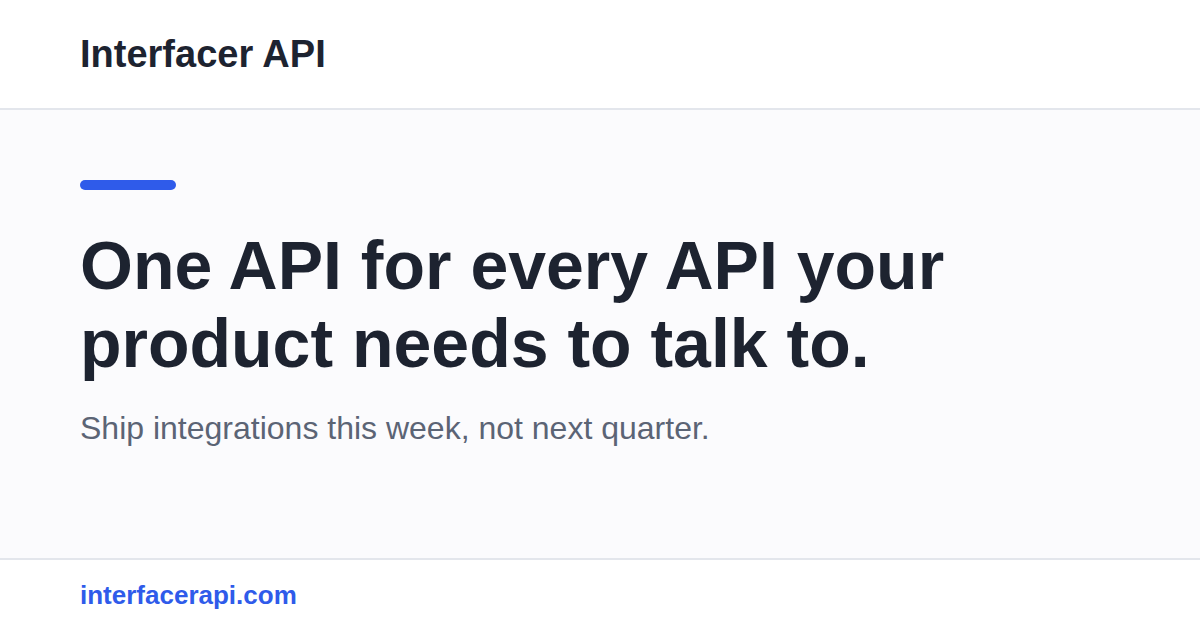 Interfacer API
One API for every API your
product needs to talk to.
Ship integrations this week, not next quarter.
interfacerapi.com